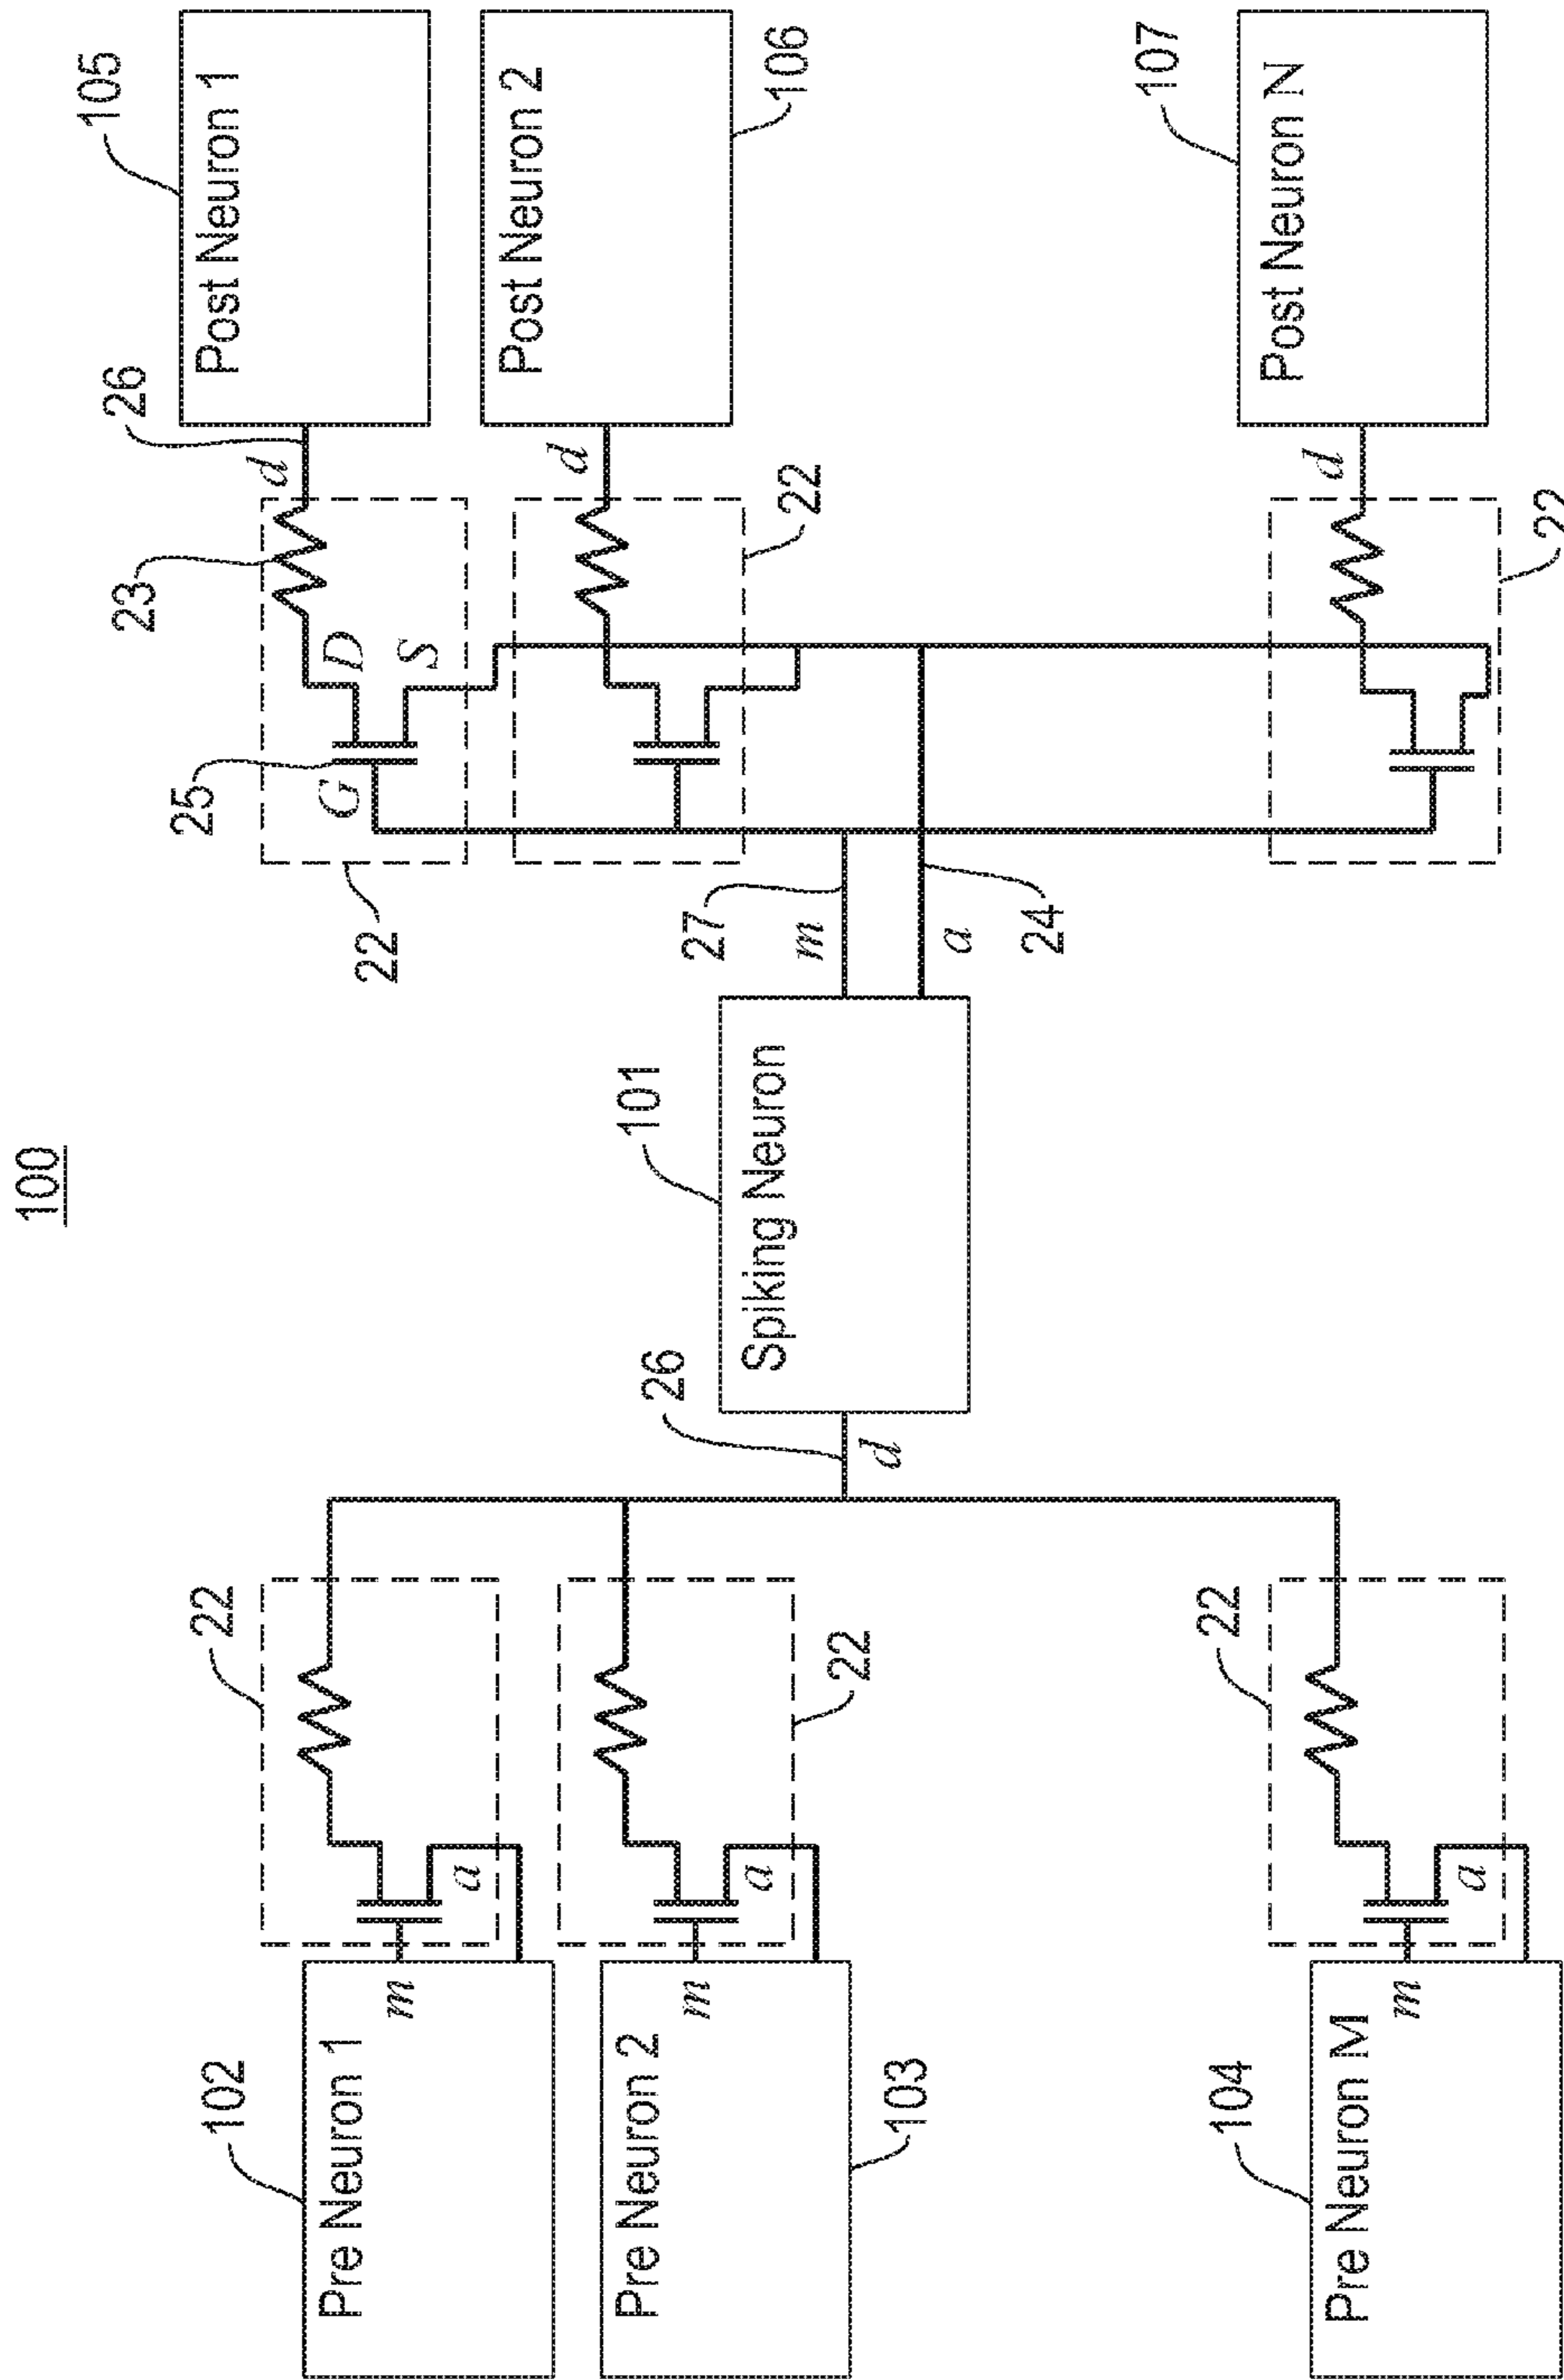 100
102
Pre Neuron 1
m
a
22
Pre Neuron 2
103
m
a
22
104
Pre Neuron M
m
a
22
26
d
101
Spiking Neuron
27
m
a
24
22
25
G
D
S
23
26
d
105
Post Neuron 1
22
d
Post Neuron 2
106
22
d
107
Post Neuron N